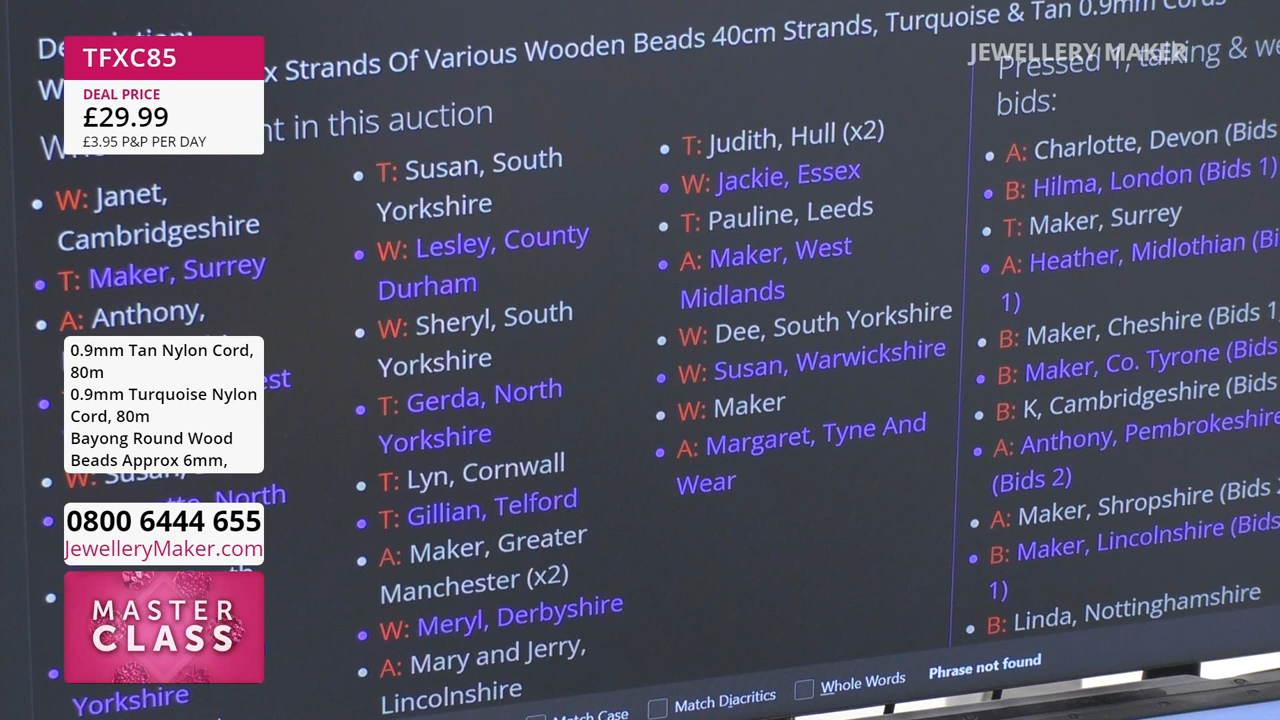 TFXC85
DEAL PRICE
£29.99
£3.95 P&P PER DAY
JEWELLERY MAKER
x Strands Of Various Wooden Beads 40cm Strands, Turquoise & Tan 0.9mm Cords
in this auction
W: Janet,
Cambridgeshire
T: Maker, Surrey
A: Anthony,
W: Susan,
North
Yorkshire
T: Susan, South
Yorkshire
W: Lesley, County
Durham
W: Sheryl, South
Yorkshire
T: Gerda, North
Yorkshire
T: Lyn, Cornwall
T: Gillian, Telford
A: Maker, Greater
Manchester (x2)
W: Meryl, Derbyshire
A: Mary and Jerry,
Lincolnshire
T: Judith, Hull (x2)
W: Jackie, Essex
T: Pauline, Leeds
A: Maker, West
Midlands
W: Dee, South Yorkshire
W: Susan, Warwickshire
W: Maker
A: Margaret, Tyne And
Wear
Pressed 1, talking &
bids:
A: Charlotte, Devon (Bids
B: Hilma, London (Bids 1)
T: Maker, Surrey
A: Heather, Midlothian
1)
B: Maker, Cheshire (Bids 1
B: Maker, Co. Tyrone (Bids
B: K, Cambridgeshire (Bids
A: Anthony, Pembrokeshire
(Bids 2)
A: Maker, Shropshire (Bids
B: Maker, Lincolnshire (Bids
1)
B: Linda, Nottinghamshire
Match Case
Match Diacritics
Whole Words
Phrase not found
0.9mm Tan Nylon Cord,
80m
0.9mm Turquoise Nylon
Cord, 80m
Bayong Round Wood
Beads Approx 6mm,
0800 6444 655
JewelleryMaker.com
MASTER
CLASS